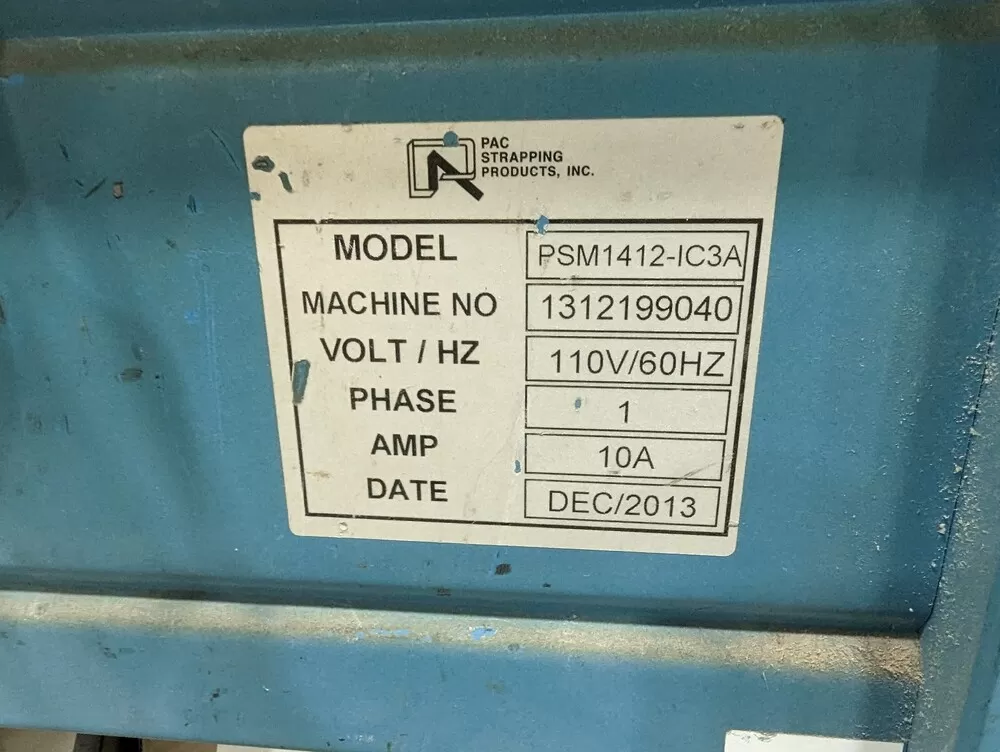 PAC
STRAPPING
PRODUCTS, INC.
MODEL PSM1412-IC3A
MACHINE NO 1312199040
VOLT / HZ 110V/60HZ
PHASE 1
AMP 10A
DATE DEC/2013